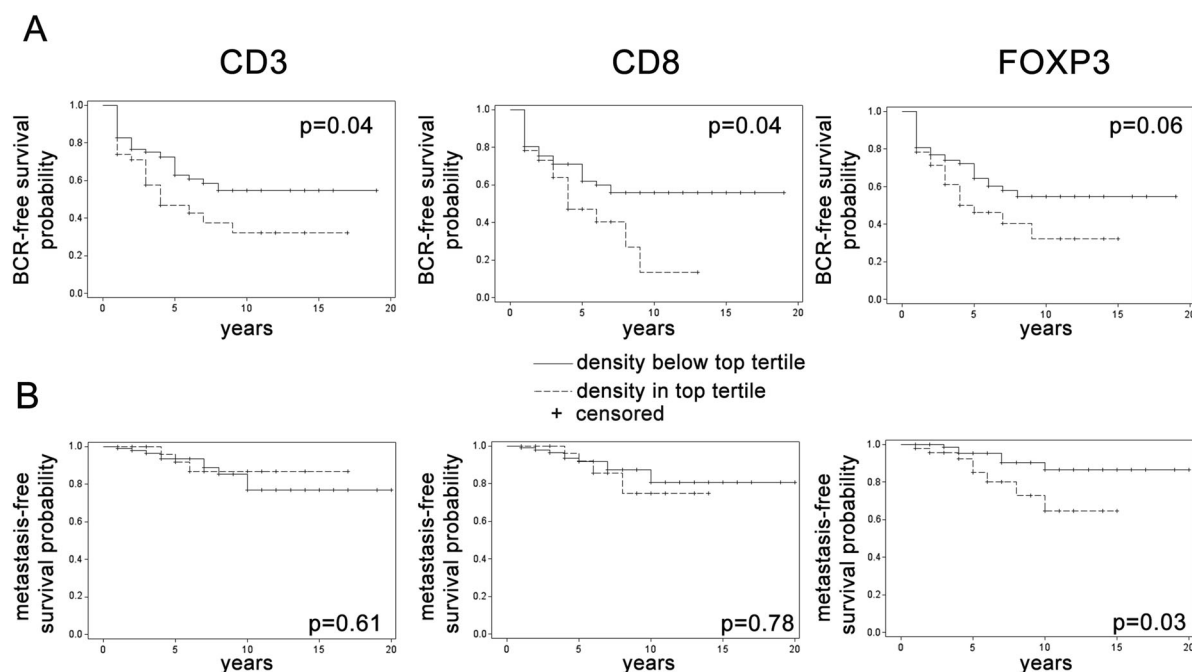 A
CD3 CD8 FOXP3
BCR-free survival
probability
1.0
0.8
0.6
0.4
0.2
0.0
p=0.04
0 5 10 15 20
years
BCR-free survival
probability
1.0
0.8
0.6
0.4
0.2
0.0
p=0.04
0 5 10 15 20
years
BCR-free survival
probability
1.0
0.8
0.6
0.4
0.2
0.0
p=0.06
0 5 10 15 20
years
density below top tertile
density in top tertile
+ censored
B
metastasis-free
survival probability
1.0
0.8
0.6
0.4
0.2
0.0
p=0.61
0 5 10 15 20
years
metastasis-free
survival probability
1.0
0.8
0.6
0.4
0.2
0.0
p=0.78
0 5 10 15 20
years
metastasis-free
survival probability
1.0
0.8
0.6
0.4
0.2
0.0
p=0.03
0 5 10 15 20
years